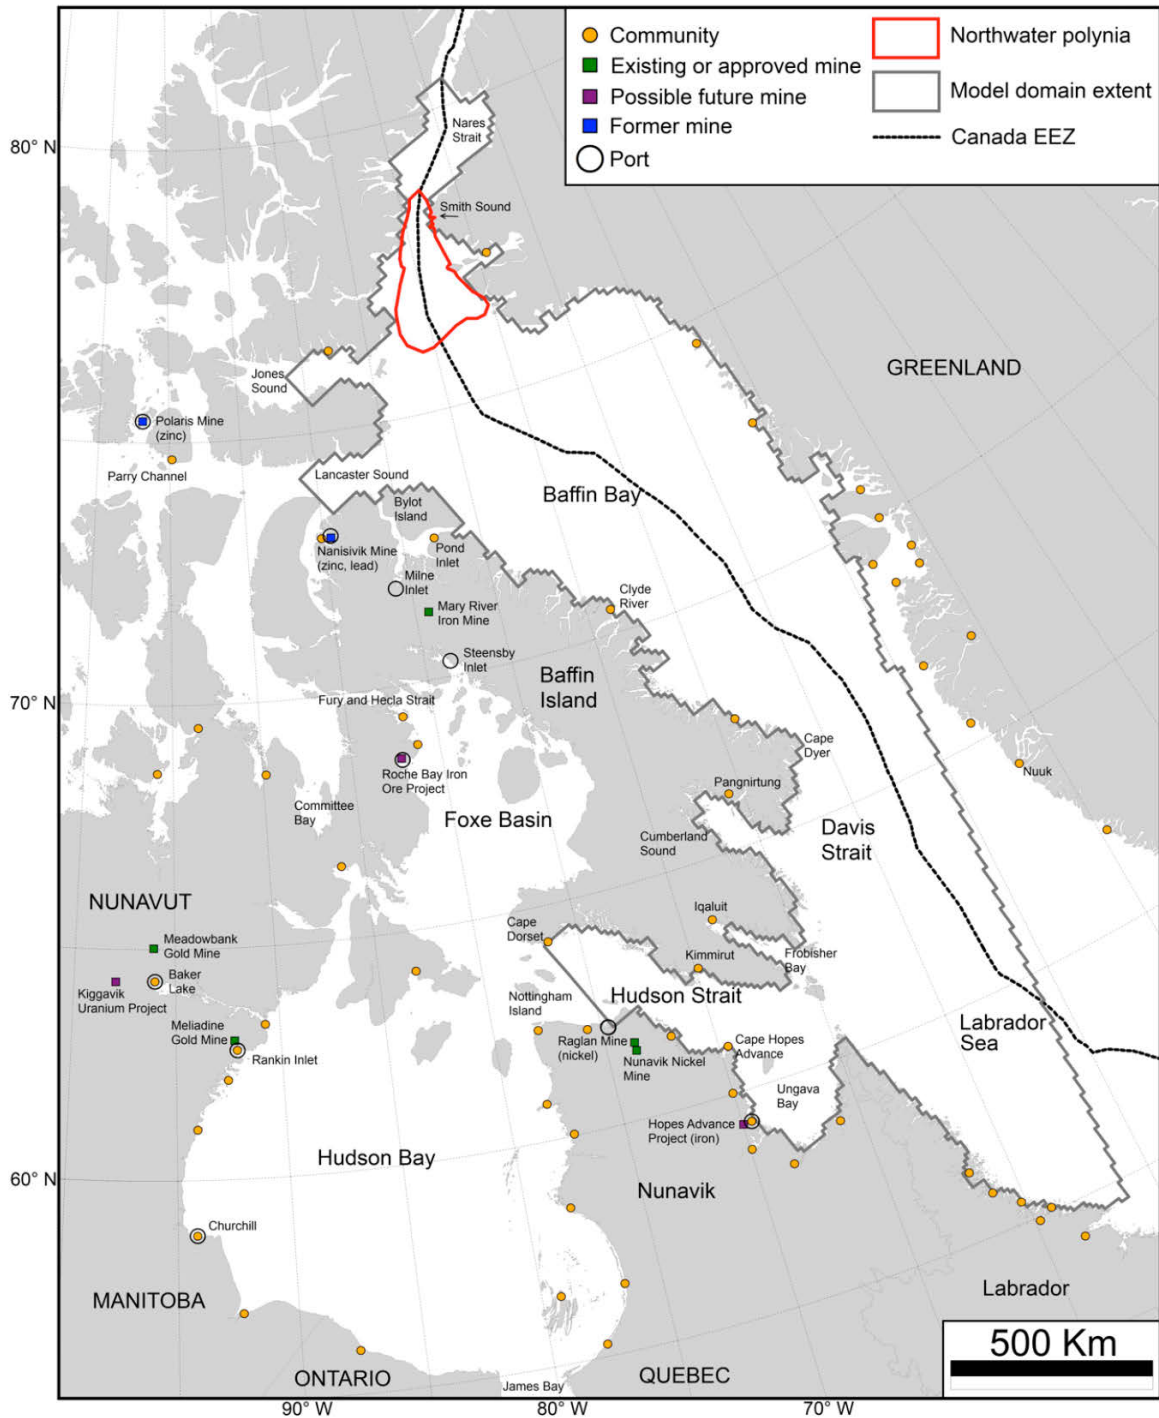 Community
Existing or approved mine
Possible future mine
Former mine
Port
Northwater polynia
Model domain extent
Canada EEZ
80° N
Nares
Strait
Smith Sound
GREENLAND
Jones
Sound
Polaris Mine
(zinc)
Parry Channel
Lancaster Sound
Bylot
Island
Baffin Bay
Nanisivik Mine
(zinc, lead)
Pond
Inlet
Milne
Inlet
Mary River
Iron Mine
Clyde
River
Steensby
Inlet
Baffin
Island
Fury and Hecla Strait
70° N
Cape
Dyer
Roche Bay Iron
Ore Project
Nuuk
Pangnirtung
Committee
Bay
Foxe Basin
Cumberland
Sound
Davis
Strait
NUNAVUT
Iqaluit
Cape
Dorset
Meadowbank
Gold Mine
Kimmirut
Frobisher
Bay
Baker
Lake
Kiggavik
Uranium Project
Nottingham
Island
Hudson Strait
Meliadine
Gold Mine
Rankin Inlet
Raglan Mine
(nickel)
Nunavik Nickel
Mine
Cape Hopes
Advance
Labrador
Sea
Ungava
Bay
Hopes Advance
Project (iron)
Hudson Bay
60° N
Nunavik
Churchill
MANITOBA
Labrador
ONTARIO
James Bay
QUEBEC
500 Km
90° W
80° W
70° W